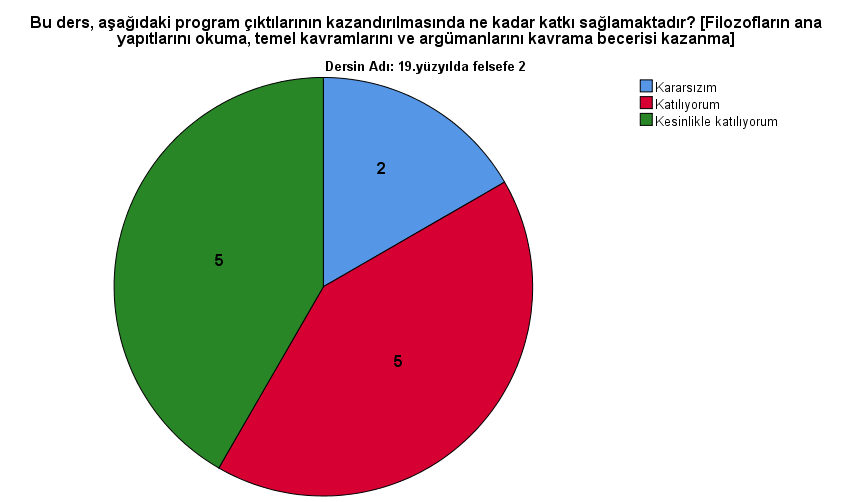 Bu ders, aşağıdaki program çıktılarının kazandırılmasında ne kadar katkı sağlamaktadır? [Filozofların ana
yapıtlarını okuma, temel kavramlarını ve argümanlarını kavrama becerisi kazanma]
Dersin Adı: 19.yüzyılda felsefe 2
Kararsızım
Katılıyorum
Kesinlikle katılıyorum
2
5
5